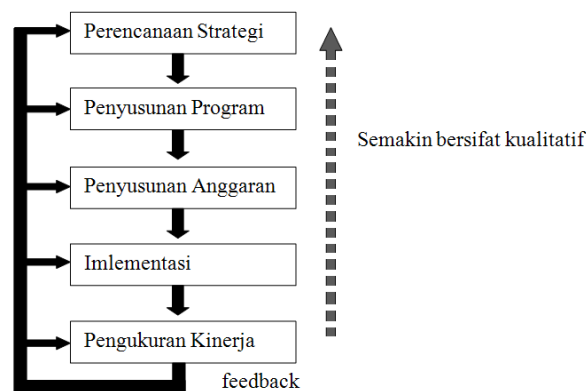 Perencanaan Strategi
Penyusunan Program
Semakin bersifat kualitatif
Penyusunan Anggaran
Imlementasi
Pengukuran Kinerja
feedback